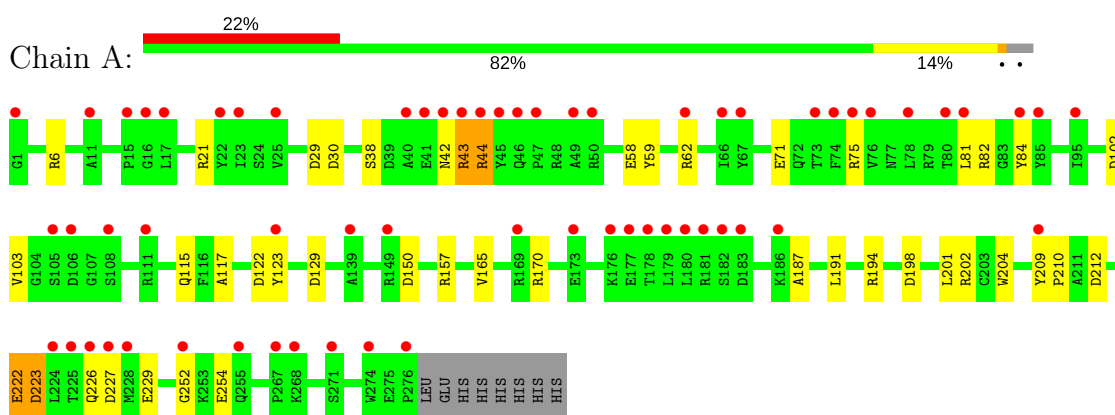 22%
Chain A:
82% 14% • •
G1 R6 A11 P15 G16 L17 R21 Y22 I23 S24 V25 D29 D30 S38 D39 A40 E41 N42 R43 R44 Y45 Q46 P47 R48 A49 R50 E58 Y59 R62 I66 Y67 E71 Q72 T73 F74 R75 V76 N77 L78 R79 T80 L81 R82 G83 Y84 Y85 I95 D102
V103 G104 S105 D106 G107 S108 R111 Q115 F116 A117 D122 Y123 D129 A139 R149 D150 R157 V165 R169 R170 E173 K176 E177 T178 L179 L180 R181 S182 D183 K186 A187 L191 R194 D198 L201 R202 C203 W204 Y209 P210 A211 D212
E222 D223 L224 T225 Q226 D227 M228 E229 G252 K253 E254 Q255 P267 K268 S271 W274 E275 P276 LEU GLU HIS HIS HIS HIS HIS HIS